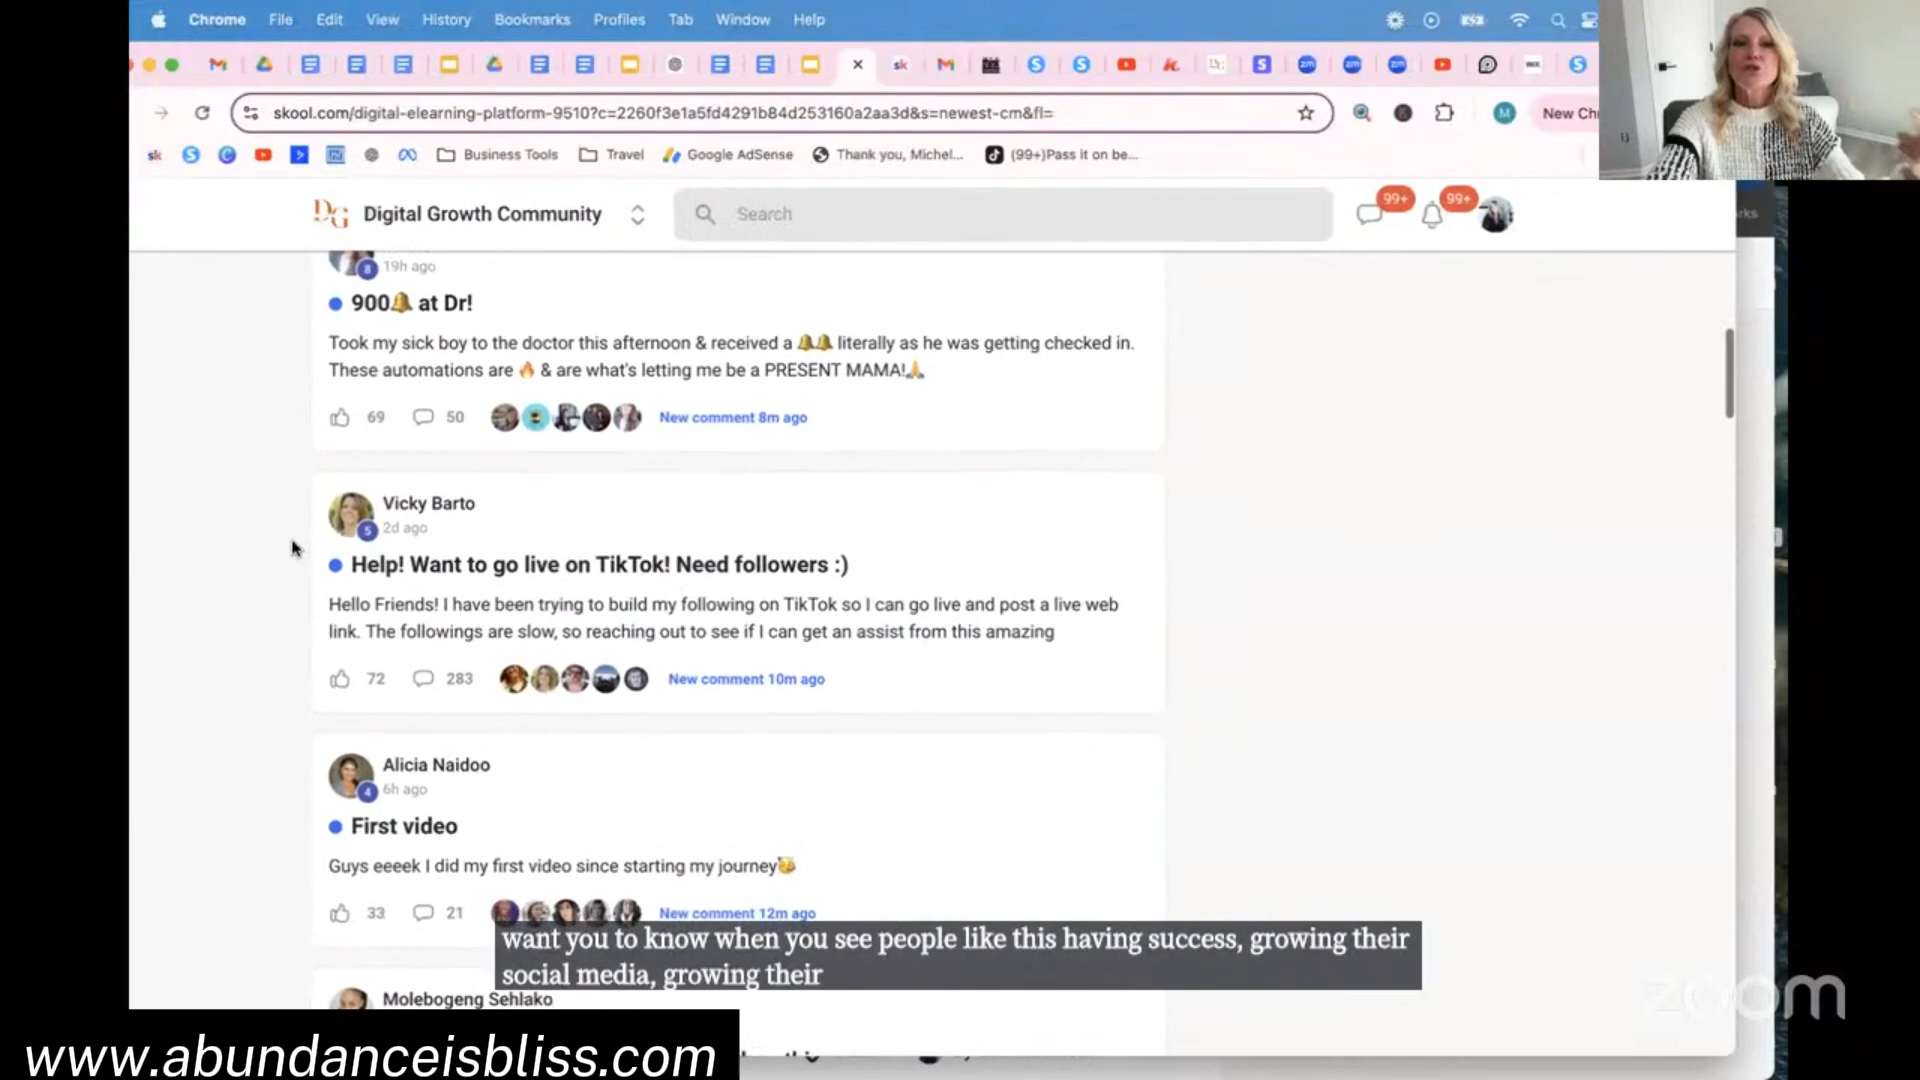 Chrome File Edit View History Bookmarks Profiles Tab Window Help
skool.com/digital-elearning-platform-9510?c=2260f3e1a5fd4291b84d253160a2aa3d&s=newest-cm&fl=
New Ch
Business Tools Travel Google AdSense Thank you, Michel... (99+)Pass it on be...
DG Digital Growth Community Search 99+ 99+
8 19h ago
900🔔 at Dr!
Took my sick boy to the doctor this afternoon & received a 🔔🔔 literally as he was getting checked in.
These automations are 🔥 & are what's letting me be a PRESENT MAMA!🙏
69 50 New comment 8m ago
Vicky Barto
5 2d ago
Help! Want to go live on TikTok! Need followers :)
Hello Friends! I have been trying to build my following on TikTok so I can go live and post a live web
link. The followings are slow, so reaching out to see if I can get an assist from this amazing
72 283 New comment 10m ago
Alicia Naidoo
4 6h ago
First video
Guys eeeek I did my first video since starting my journey🥳
33 21 New comment 12m ago
want you to know when you see people like this having success, growing their
social media, growing their
Molebogeng Sehlako
zoom
www.abundanceisbliss.com